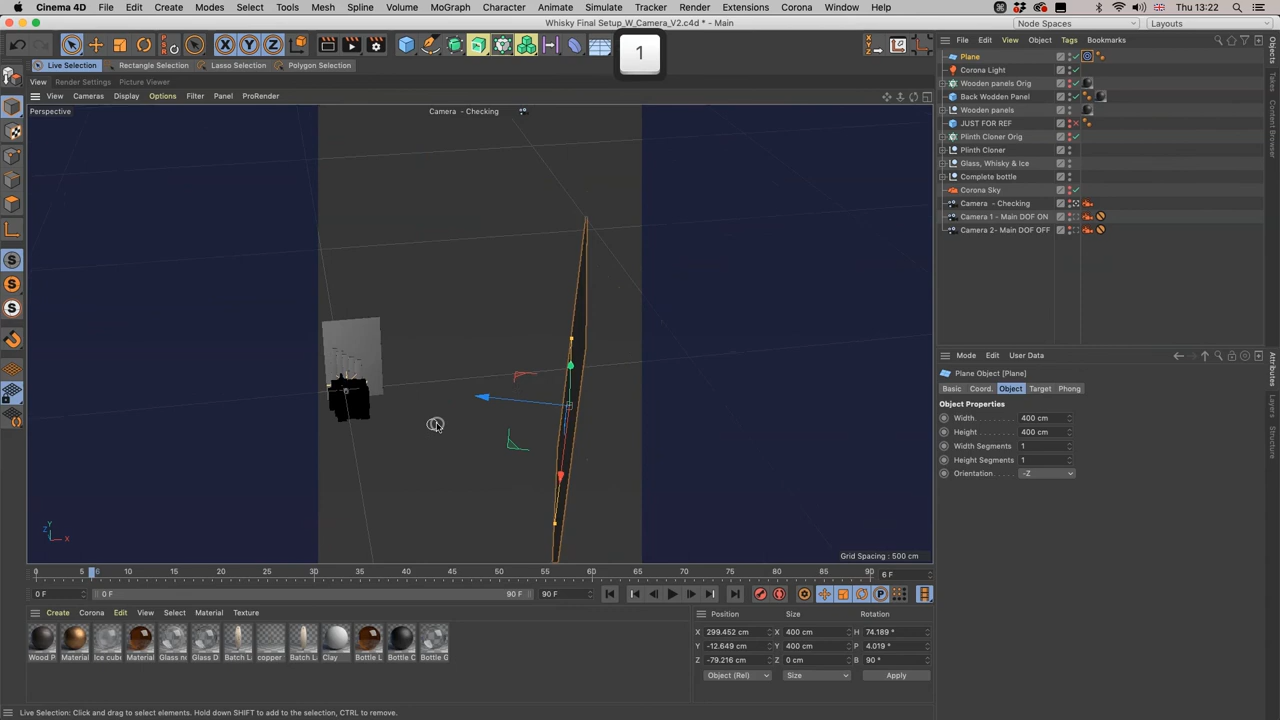 Cinema 4D File Edit Create Modes Select Tools Mesh Spline Volume MoGraph Character Animate Simulate Tracker Render Extensions Corona Window Help Thu 13:22
Whisky Final Setup_W_Camera_V2.c4d * - Main
Node Spaces Layouts
1
X Y Z PSR
Live Selection Rectangle Selection Lasso Selection Polygon Selection
View Render Settings Picture Viewer
View Cameras Display Options Filter Panel ProRender
Perspective
Camera - Checking
File Edit View Object Tags Bookmarks
Plane
Corona Light
Wooden panels Orig
Back Wodden Panel
Wooden panels
JUST FOR REF
Plinth Cloner Orig
Plinth Cloner
Glass, Whisky & Ice
Complete bottle
Corona Sky
Camera - Checking
Camera 1 - Main DOF ON
Camera 2- Main DOF OFF
Objects
Takes
Content Browser
Attributes
Structure
Mode Edit User Data
Plane Object [Plane]
Basic Coord. Object Target Phong
Object Properties
Width 400 cm
Height 400 cm
Width Segments 1
Height Segments 1
Orientation -Z
Y
Z X
Grid Spacing : 500 cm
0 5 6 10 15 20 25 30 35 40 45 50 55 60 65 70 75 80 85 90 6 F
0 F 0 F 90 F 90 F
Create Corona Edit View Select Material Texture
Wood P Material Ice cube Material Glass no Glass D Batch L copper Batch L Clay Bottle L Bottle C Bottle G
Position Size Rotation
X 299.452 cm X 400 cm H 74.189 °
Y -12.649 cm Y 400 cm P 4.019 °
Z -79.216 cm Z 0 cm B 90 °
Object (Rel) Size Apply
Live Selection: Click and drag to select elements. Hold down SHIFT to add to the selection, CTRL to remove.